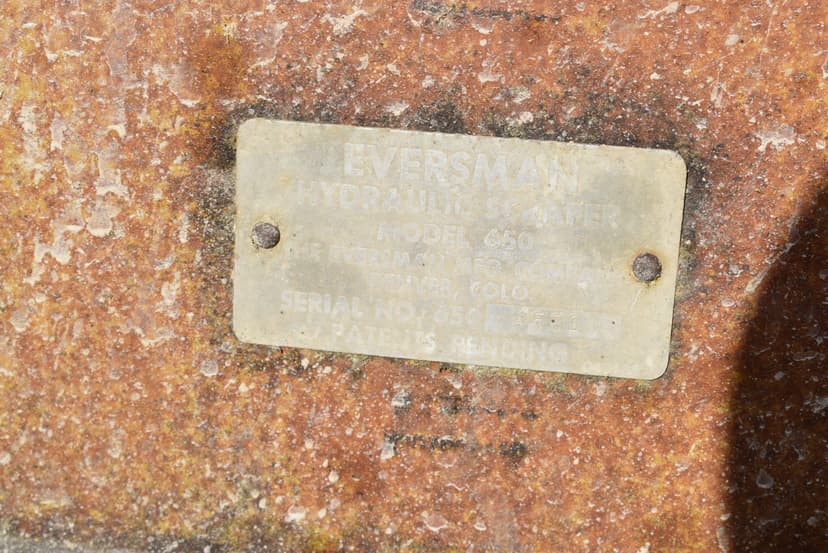 EVERSMAN
HYDRAULIC SCRAPER
MODEL 650
THE EVERSMAN MFG. COMPANY
DENVER, COLO.
SERIAL NO. 650
PATENTS PENDING